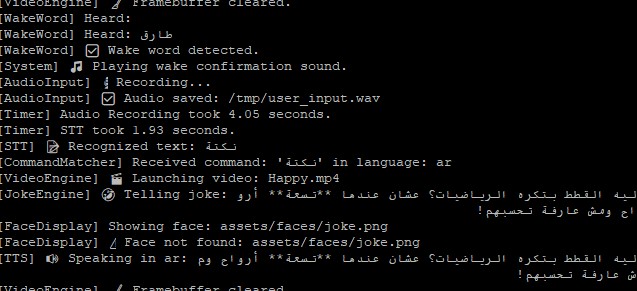 [VideoEngine] Framebuffer cleared.
[WakeWord] Heard:
[WakeWord] Heard: طارق
[WakeWord] ☑ Wake word detected.
[System] 🎵 Playing wake confirmation sound.
[AudioInput] Recording...
[AudioInput] ☑ Audio saved: /tmp/user_input.wav
[Timer] Audio Recording took 4.05 seconds.
[Timer] STT took 1.93 seconds.
[STT] 📝 Recognized text: نكتة
[CommandMatcher] Received command: 'نكتة' in language: ar
[VideoEngine] 🎬 Launching video: Happy.mp4
[JokeEngine] Telling joke: ليه القطط بتكره الرياضيات؟ عشان عندها **تسعة** أرو
اح ومش عارفة تحسبهم!
[FaceDisplay] Showing face: assets/faces/joke.png
[FaceDisplay] Face not found: assets/faces/joke.png
[TTS] 🔊 Speaking in ar: ليه القطط بتكره الرياضيات؟ عشان عندها **تسعة** أرواح وم
ش عارفة تحسبهم!
[VideoEngine] Framebuffer cleared